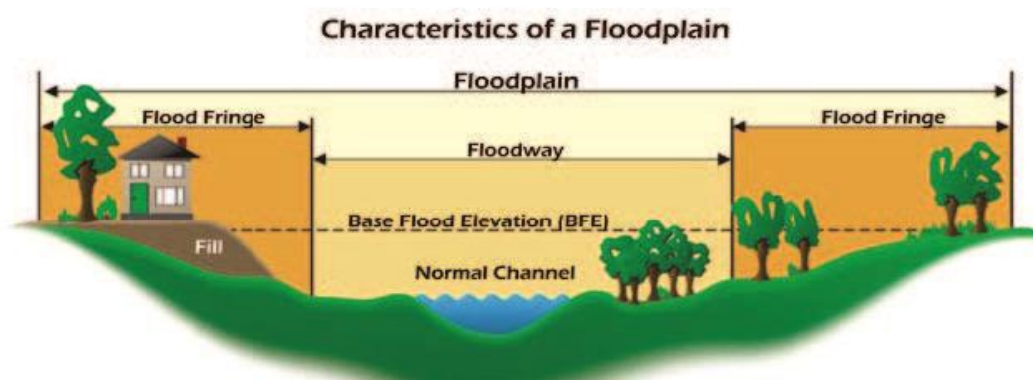 Characteristics of a Floodplain
Floodplain
Flood Fringe
Flood Fringe
Floodway
Base Flood Elevation (BFE)
Fill
Normal Channel